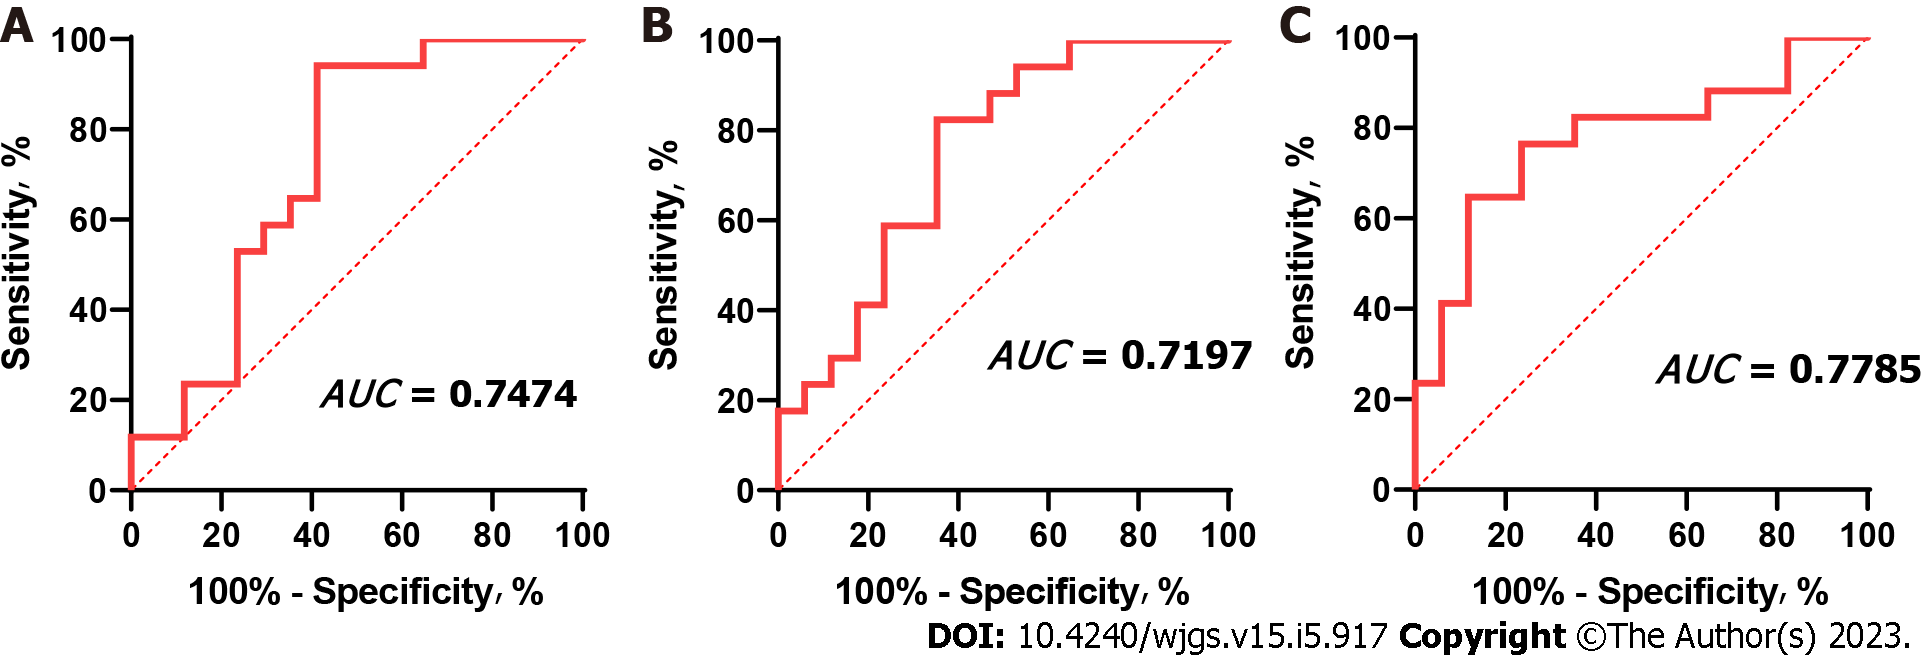 A
100
80
60
40
20
0
0 20 40 60 80 100
Sensitivity, %
100% - Specificity, %
AUC = 0.7474
B
100
80
60
40
20
0
0 20 40 60 80 100
Sensitivity, %
100% - Specificity, %
AUC = 0.7197
C
100
80
60
40
20
0
0 20 40 60 80 100
Sensitivity, %
100% - Specificity, %
AUC = 0.7785
DOI: 10.4240/wjgs.v15.i5.917 Copyright ©The Author(s) 2023.